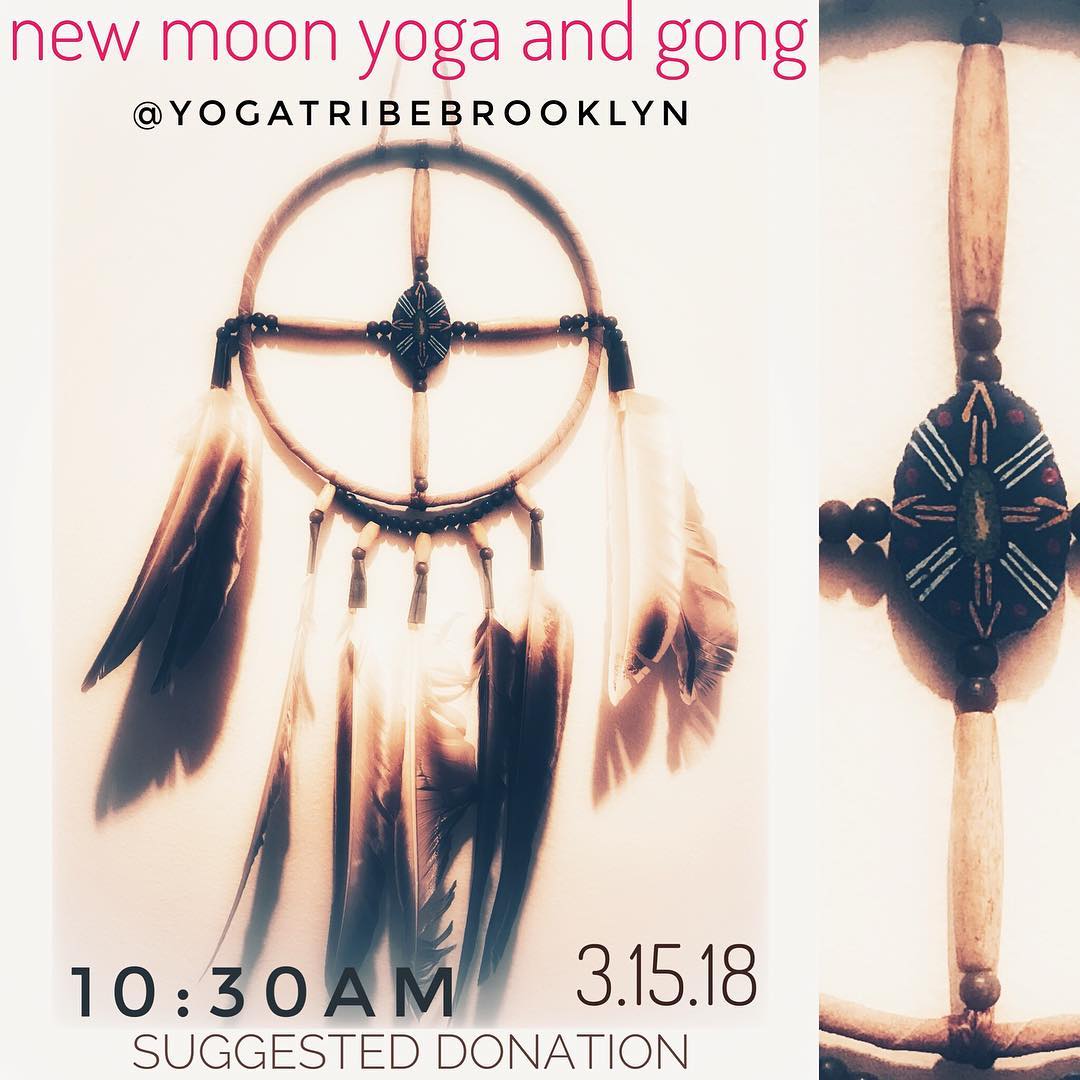 new moon yoga and gong
@YOGATRIBEBROOKLYN
10:30AM
3.15.18
SUGGESTED DONATION